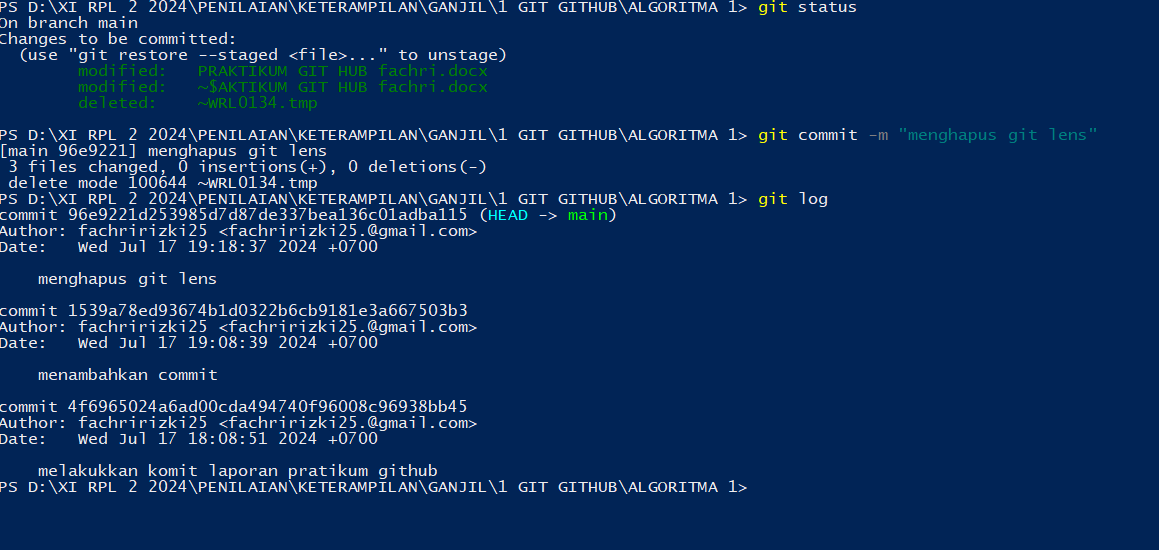 PS D:\XI RPL 2 2024\PENILAIAN\KETERAMPILAN\GANJIL\1 GIT GITHUB\ALGORITMA 1> git status
On branch main
Changes to be committed:
  (use "git restore --staged <file>..." to unstage)
        modified:   PRAKTIKUM GIT HUB fachri.docx
        modified:   ~$AKTIKUM GIT HUB fachri.docx
        deleted:    ~WRL0134.tmp

PS D:\XI RPL 2 2024\PENILAIAN\KETERAMPILAN\GANJIL\1 GIT GITHUB\ALGORITMA 1> git commit -m "menghapus git lens"
[main 96e9221] menghapus git lens
 3 files changed, 0 insertions(+), 0 deletions(-)
 delete mode 100644 ~WRL0134.tmp
PS D:\XI RPL 2 2024\PENILAIAN\KETERAMPILAN\GANJIL\1 GIT GITHUB\ALGORITMA 1> git log
commit 96e9221d253985d7d87de337bea136c01adba115 (HEAD -> main)
Author: fachririzki25 <fachririzki25.@gmail.com>
Date:   Wed Jul 17 19:18:37 2024 +0700

    menghapus git lens

commit 1539a78ed93674b1d0322b6cb9181e3a667503b3
Author: fachririzki25 <fachririzki25.@gmail.com>
Date:   Wed Jul 17 19:08:39 2024 +0700

    menambahkan commit

commit 4f6965024a6ad00cda494740f96008c96938bb45
Author: fachririzki25 <fachririzki25.@gmail.com>
Date:   Wed Jul 17 18:08:51 2024 +0700

    melakukkan komit laporan pratikum github
PS D:\XI RPL 2 2024\PENILAIAN\KETERAMPILAN\GANJIL\1 GIT GITHUB\ALGORITMA 1>